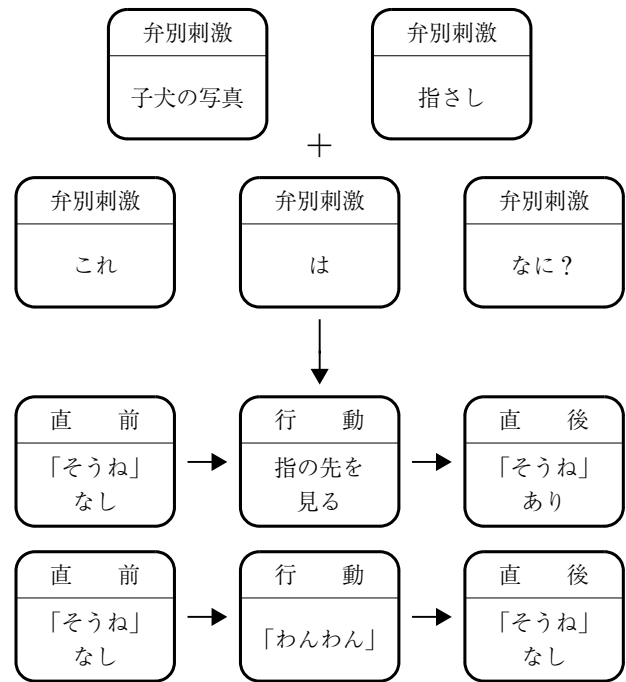 弁別刺激
弁別刺激
子犬の写真
指さし
+
弁別刺激
弁別刺激
弁別刺激
これ
は
なに？
直　前
行　動
直　後
「そうね」
なし
指の先を
見る
「そうね」
あり
直　前
行　動
直　後
「そうね」
なし
「わんわん」
「そうね」
なし